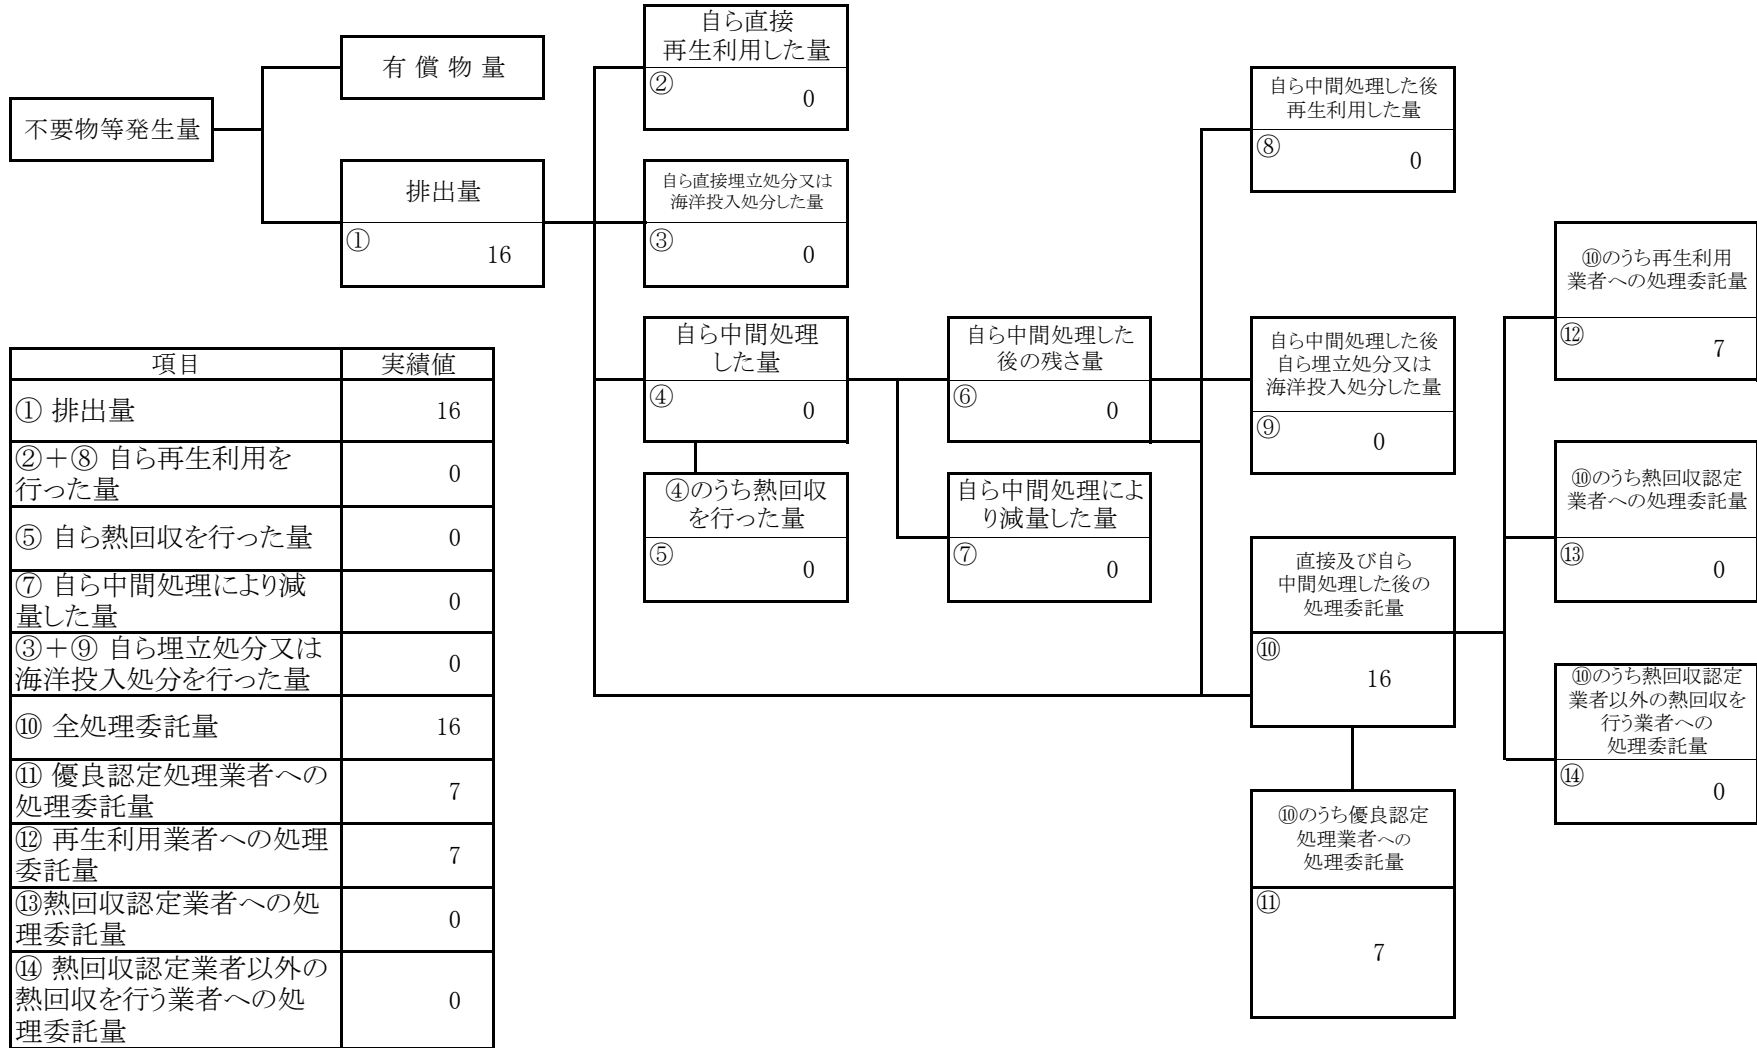 不要物等発生量
有 償 物 量
排出量
①
16
自ら直接
再生利用した量
②
0
自ら直接埋立処分又は
海洋投入処分した量
③
0
自ら中間処理
した量
④
0
④のうち熱回収
を行った量
⑤
0
自ら中間処理した
後の残さ量
⑥
0
自ら中間処理によ
り減量した量
⑦
0
自ら中間処理した後
再生利用した量
⑧
0
自ら中間処理した後
自ら埋立処分又は
海洋投入処分した量
⑨
0
直接及び自ら
中間処理した後の
処理委託量
⑩
16
⑩のうち優良認定
処理業者への
処理委託量
⑪
7
⑩のうち再生利用
業者への処理委託量
⑫
7
⑩のうち熱回収認定
業者への処理委託量
⑬
0
⑩のうち熱回収認定
業者以外の熱回収を
行う業者への
処理委託量
⑭
0
項目 実績値
① 排出量 16
②＋⑧ 自ら再生利用を
行った量 0
⑤ 自ら熱回収を行った量 0
⑦ 自ら中間処理により減
量した量 0
③＋⑨ 自ら埋立処分又は
海洋投入処分を行った量 0
⑩ 全処理委託量 16
⑪ 優良認定処理業者への
処理委託量 7
⑫ 再生利用業者への処理
委託量 7
⑬熱回収認定業者への処
理委託量 0
⑭ 熱回収認定業者以外の
熱回収を行う業者への処
理委託量 0